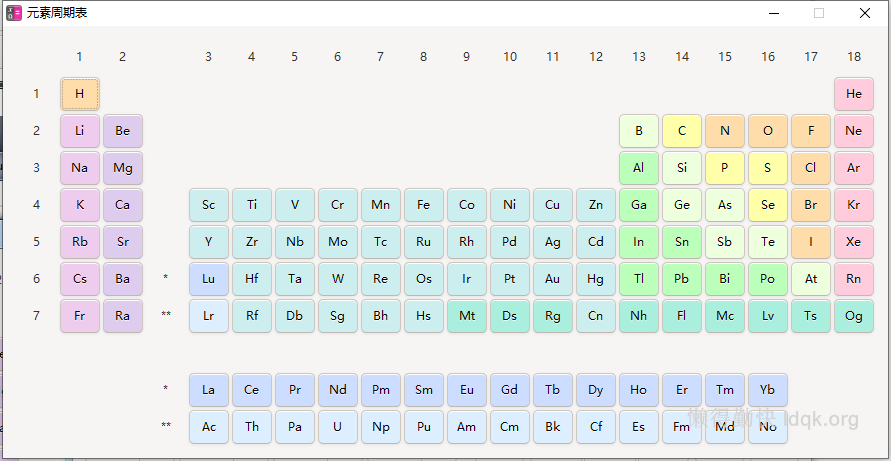 元素周期表
1 2 3 4 5 6 7 8 9 10 11 12 13 14 15 16 17 18
1 H He
2 Li Be B C N O F Ne
3 Na Mg Al Si P S Cl Ar
4 K Ca Sc Ti V Cr Mn Fe Co Ni Cu Zn Ga Ge As Se Br Kr
5 Rb Sr Y Zr Nb Mo Tc Ru Rh Pd Ag Cd In Sn Sb Te I Xe
6 Cs Ba * Lu Hf Ta W Re Os Ir Pt Au Hg Tl Pb Bi Po At Rn
7 Fr Ra ** Lr Rf Db Sg Bh Hs Mt Ds Rg Cn Nh Fl Mc Lv Ts Og
* La Ce Pr Nd Pm Sm Eu Gd Tb Dy Ho Er Tm Yb
** Ac Th Pa U Np Pu Am Cm Bk Cf Es Fm Md No
懒得勤快 ldqk.org